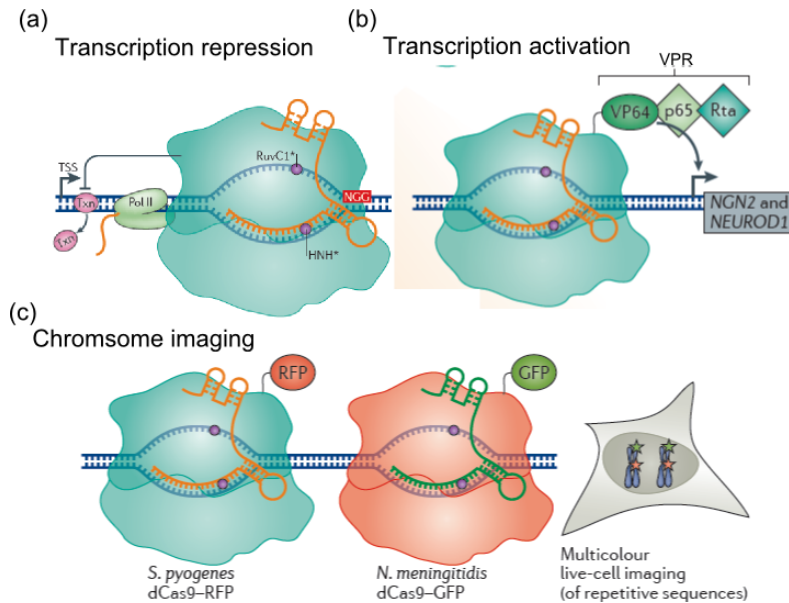 (a)
Transcription repression
TSS
Txn
Txn
Pol II
RuvC1*
NGG
HNH*
(b)
Transcription activation
VPR
VP64
p65
Rta
NGN2 and
NEUROD1
(c)
Chromsome imaging
RFP
GFP
S. pyogenes
dCas9–RFP
N. meningitidis
dCas9–GFP
Multicolour
live-cell imaging
(of repetitive sequences)